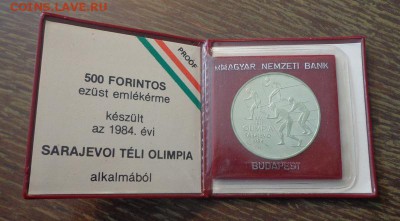 Coins.LAVE.RU
PROOF
500 FORINTOS
ezüst emlékérme
készült
az 1984. évi
SARAJEVOI TÉLI OLIMPIA
alkalmából
MAGYAR NEMZETI BANK
BUDAPEST